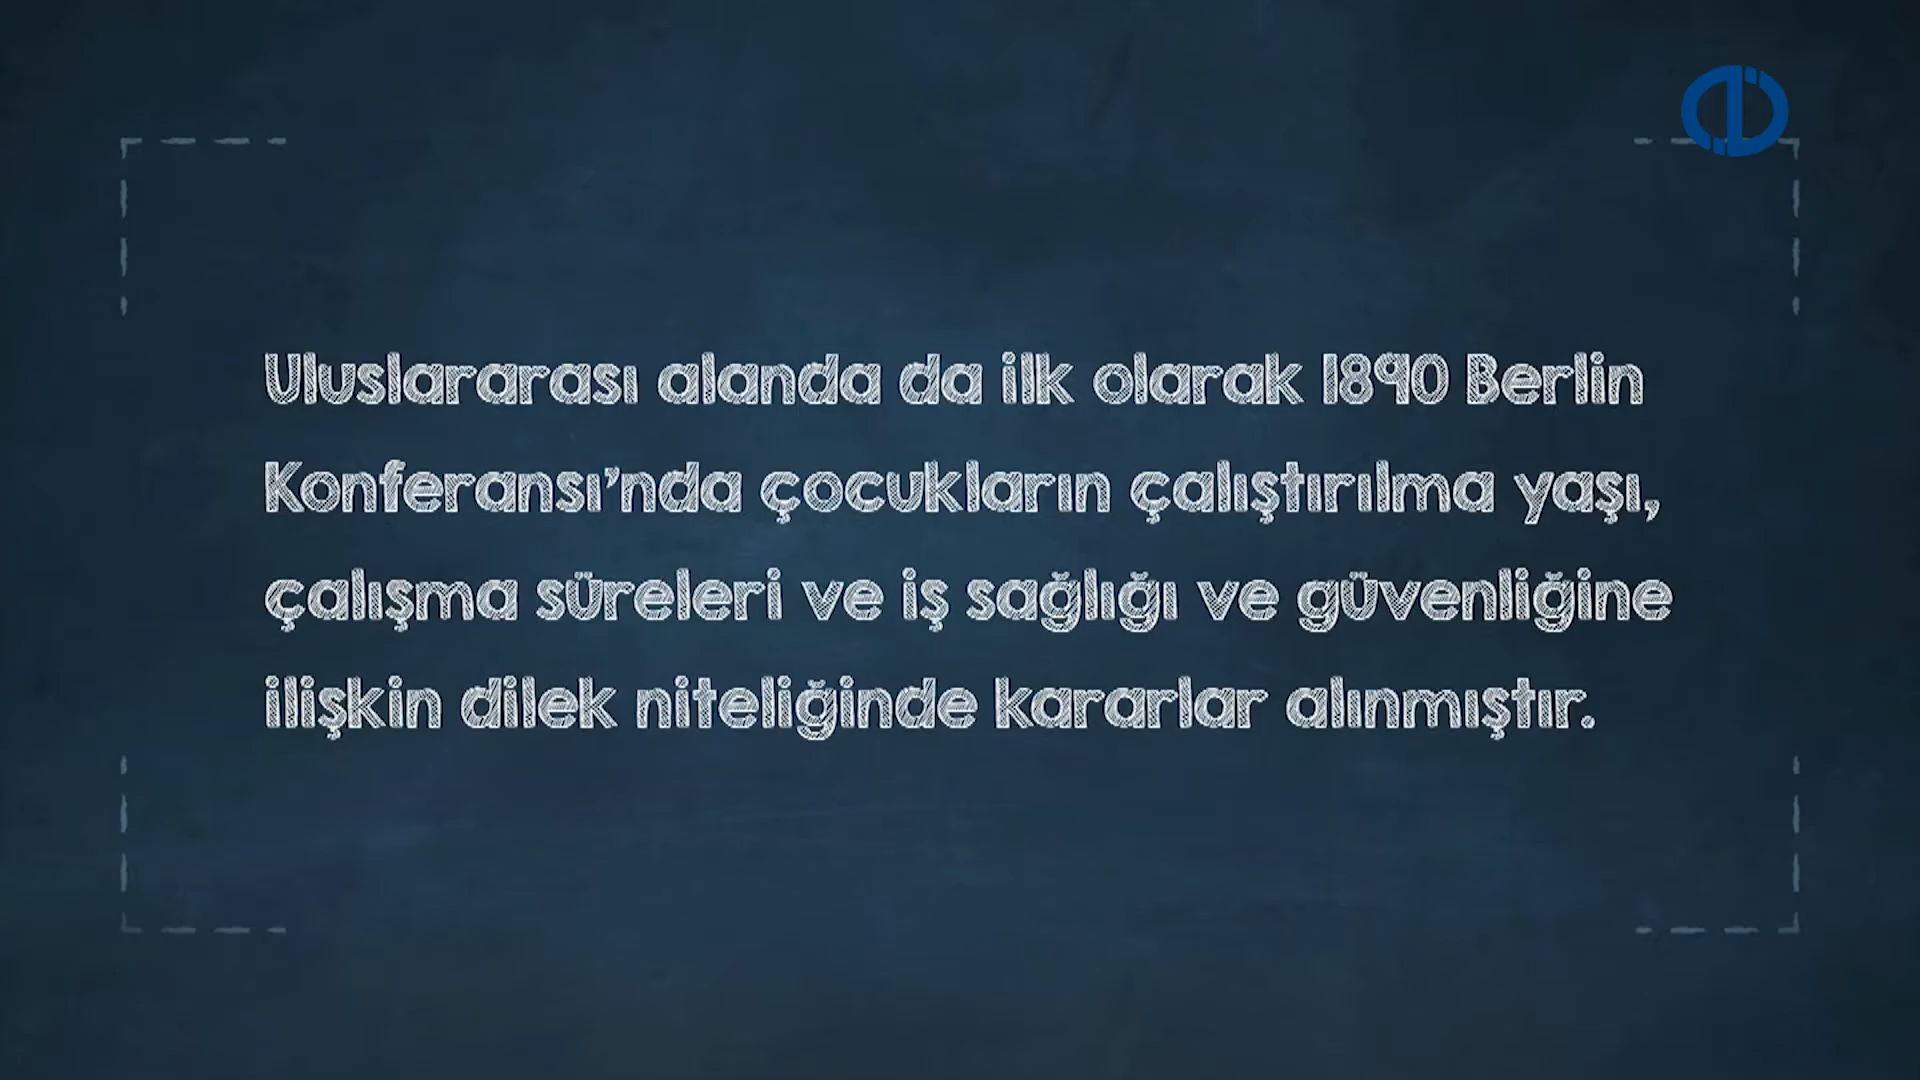 Uluslararası alanda da ilk olarak 1890 Berlin
Konferansı'nda çocukların çalıştırılma yaşı,
çalışma süreleri ve iş sağlığı ve güvenliğine
ilişkin dilek niteliğinde kararlar alınmıştır.